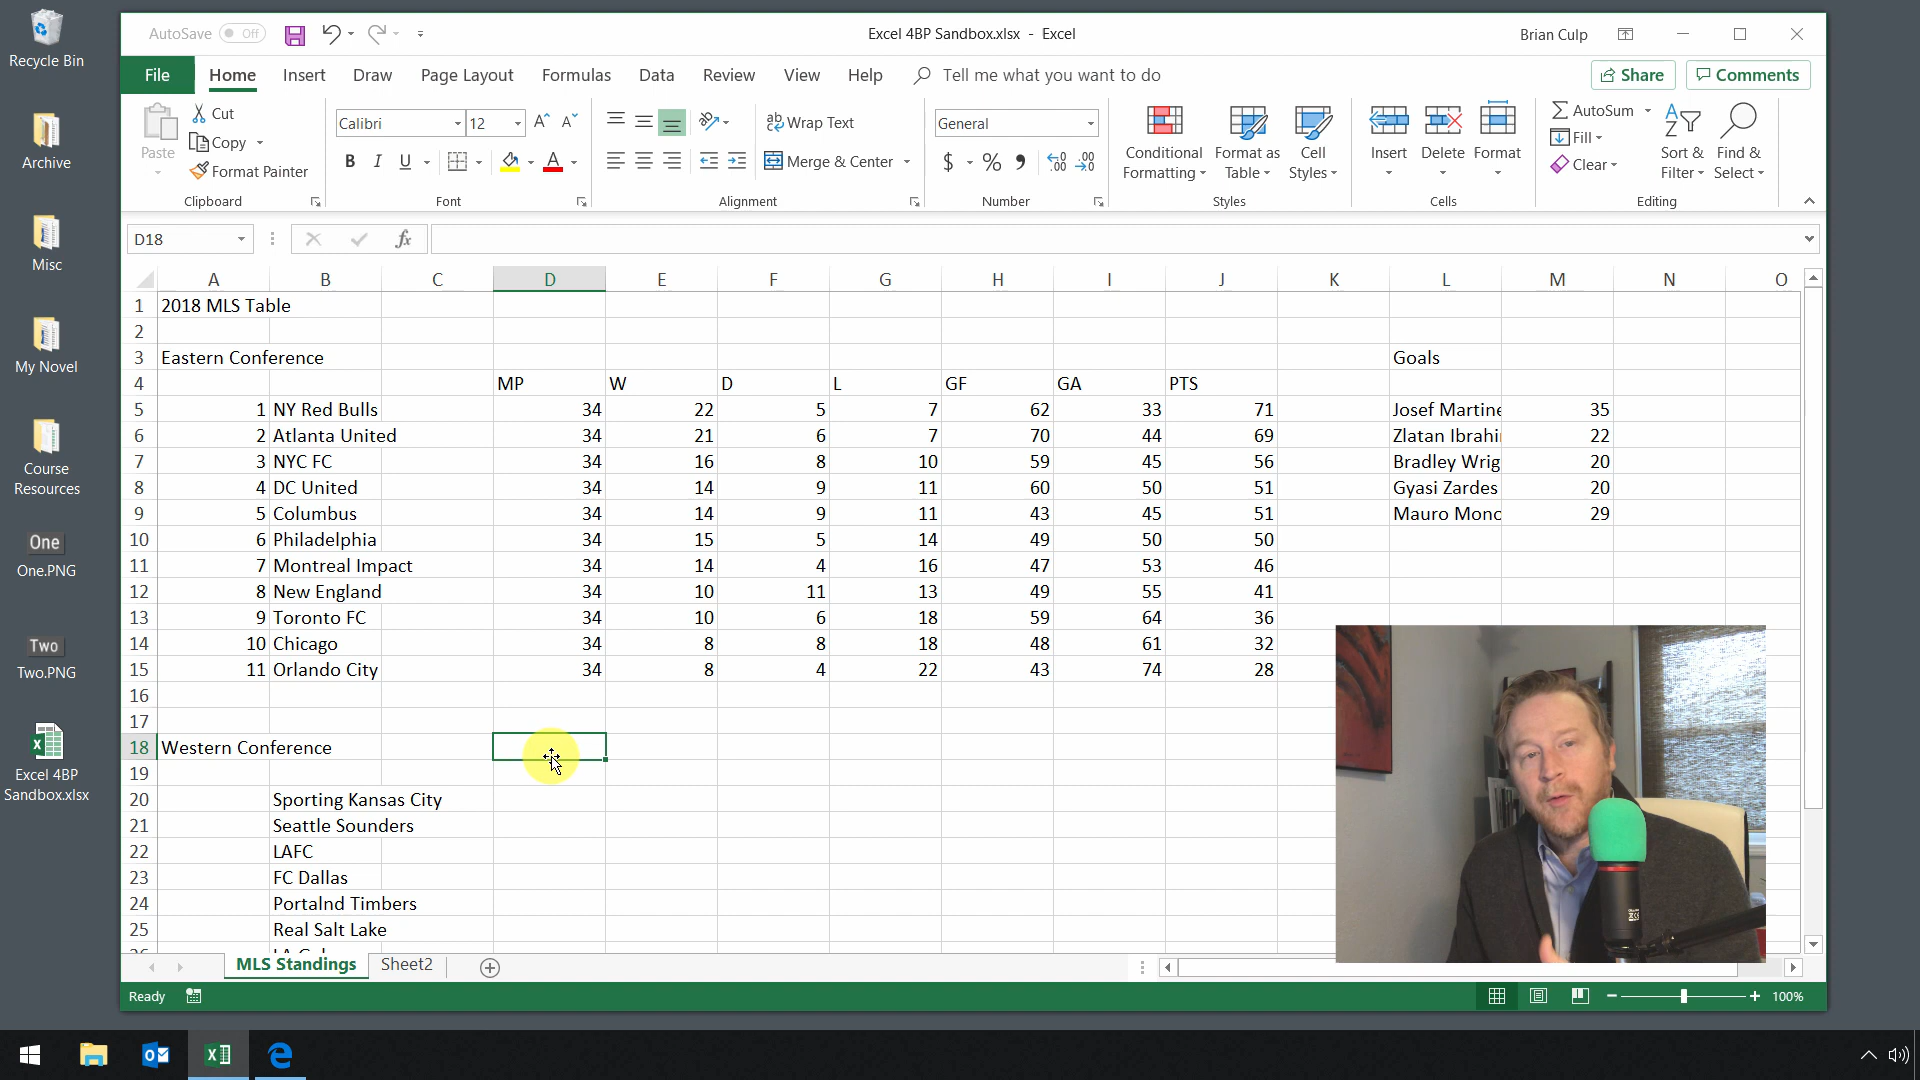 Recycle Bin
Archive
Misc
My Novel
Course
Resources
One
One.PNG
Two
Two.PNG
Excel 4BP
Sandbox.xlsx
AutoSave Off
Excel 4BP Sandbox.xlsx - Excel
Brian Culp
File Home Insert Draw Page Layout Formulas Data Review View Help Tell me what you want to do Share Comments
Paste
Cut
Copy
Format Painter
Clipboard
Calibri 12
B I U
Font
Wrap Text
Merge & Center
Alignment
General
$ % ,
Number
Conditional
Formatting
Format as
Table
Cell
Styles
Styles
Insert Delete Format
Cells
AutoSum
Fill
Clear
Sort &
Filter
Find &
Select
Editing
D18 fx
A B C D E F G H I J K L M N O
1 2018 MLS Table
2
3 Eastern Conference Goals
4 MP W D L GF GA PTS
5 1 NY Red Bulls 34 22 5 7 62 33 71 Josef Martine 35
6 2 Atlanta United 34 21 6 7 70 44 69 Zlatan Ibrahi 22
7 3 NYC FC 34 16 8 10 59 45 56 Bradley Wrig 20
8 4 DC United 34 14 9 11 60 50 51 Gyasi Zardes 20
9 5 Columbus 34 14 9 11 43 45 51 Mauro Mono 29
10 6 Philadelphia 34 15 5 14 49 50 50
11 7 Montreal Impact 34 14 4 16 47 53 46
12 8 New England 34 10 11 13 49 55 41
13 9 Toronto FC 34 10 6 18 59 64 36
14 10 Chicago 34 8 8 18 48 61 32
15 11 Orlando City 34 8 4 22 43 74 28
16
17
18 Western Conference
19
20 Sporting Kansas City
21 Seattle Sounders
22 LAFC
23 FC Dallas
24 Portalnd Timbers
25 Real Salt Lake
MLS Standings Sheet2
Ready
100%